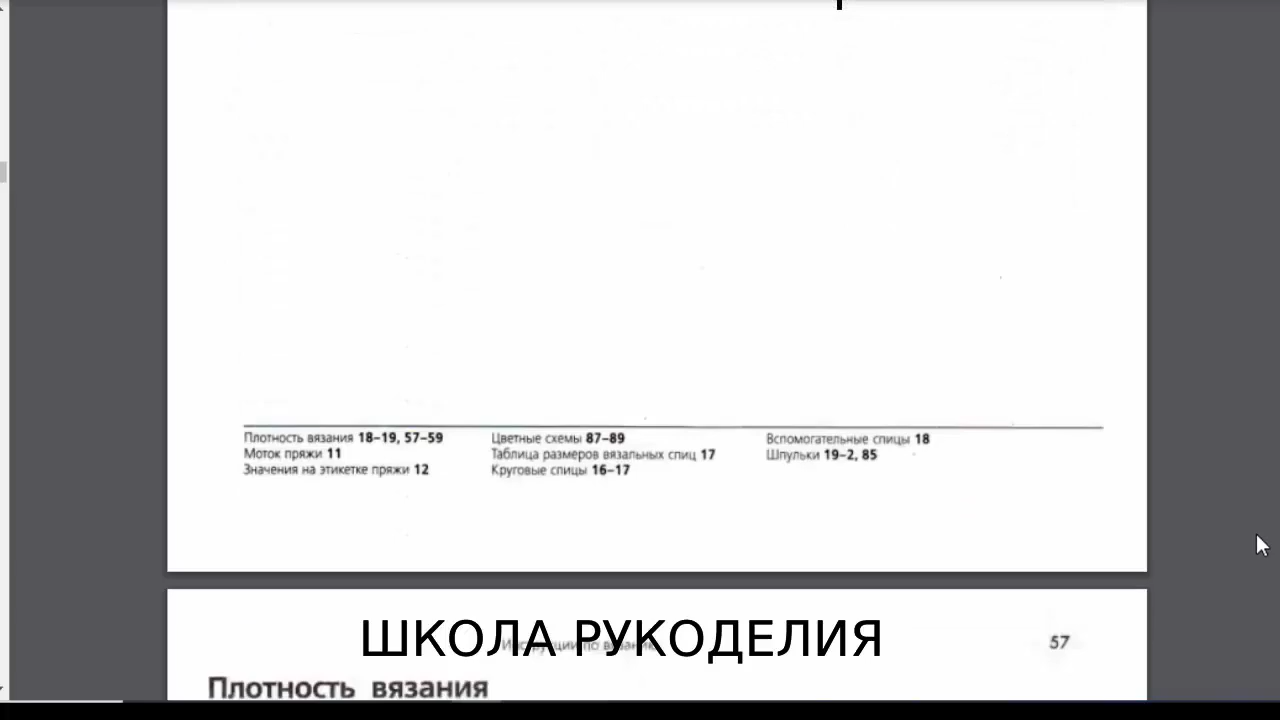 Плотность вязания 18–19, 57–59
Моток пряжи 11
Значения на этикетке пряжи 12
Цветные схемы 87–89
Таблица размеров вязальных спиц 17
Круговые спицы 16–17
Вспомогательные спицы 18
Шпульки 19–2, 85
ШКОЛА РУКОДЕЛИЯ
57
Плотность вязания